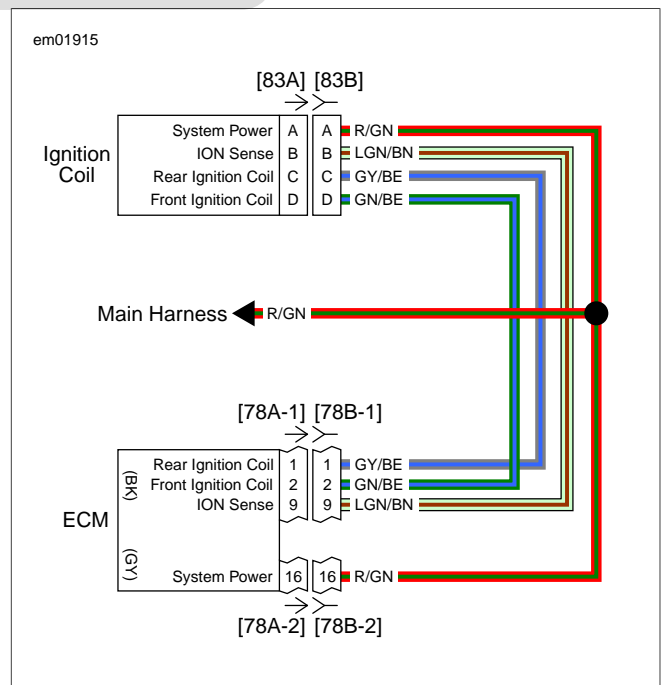 em01915
[83A] [83B]
System Power A A R/GN
ION Sense B B LGN/BN
Rear Ignition Coil C C GY/BE
Front Ignition Coil D D GN/BE
Ignition
Coil
Main Harness R/GN
[78A-1] [78B-1]
Rear Ignition Coil 1 1 GY/BE
Front Ignition Coil 2 2 GN/BE
ION Sense 9 9 LGN/BN
(BK)
ECM
(GY)
System Power 16 16 R/GN
[78A-2] [78B-2]